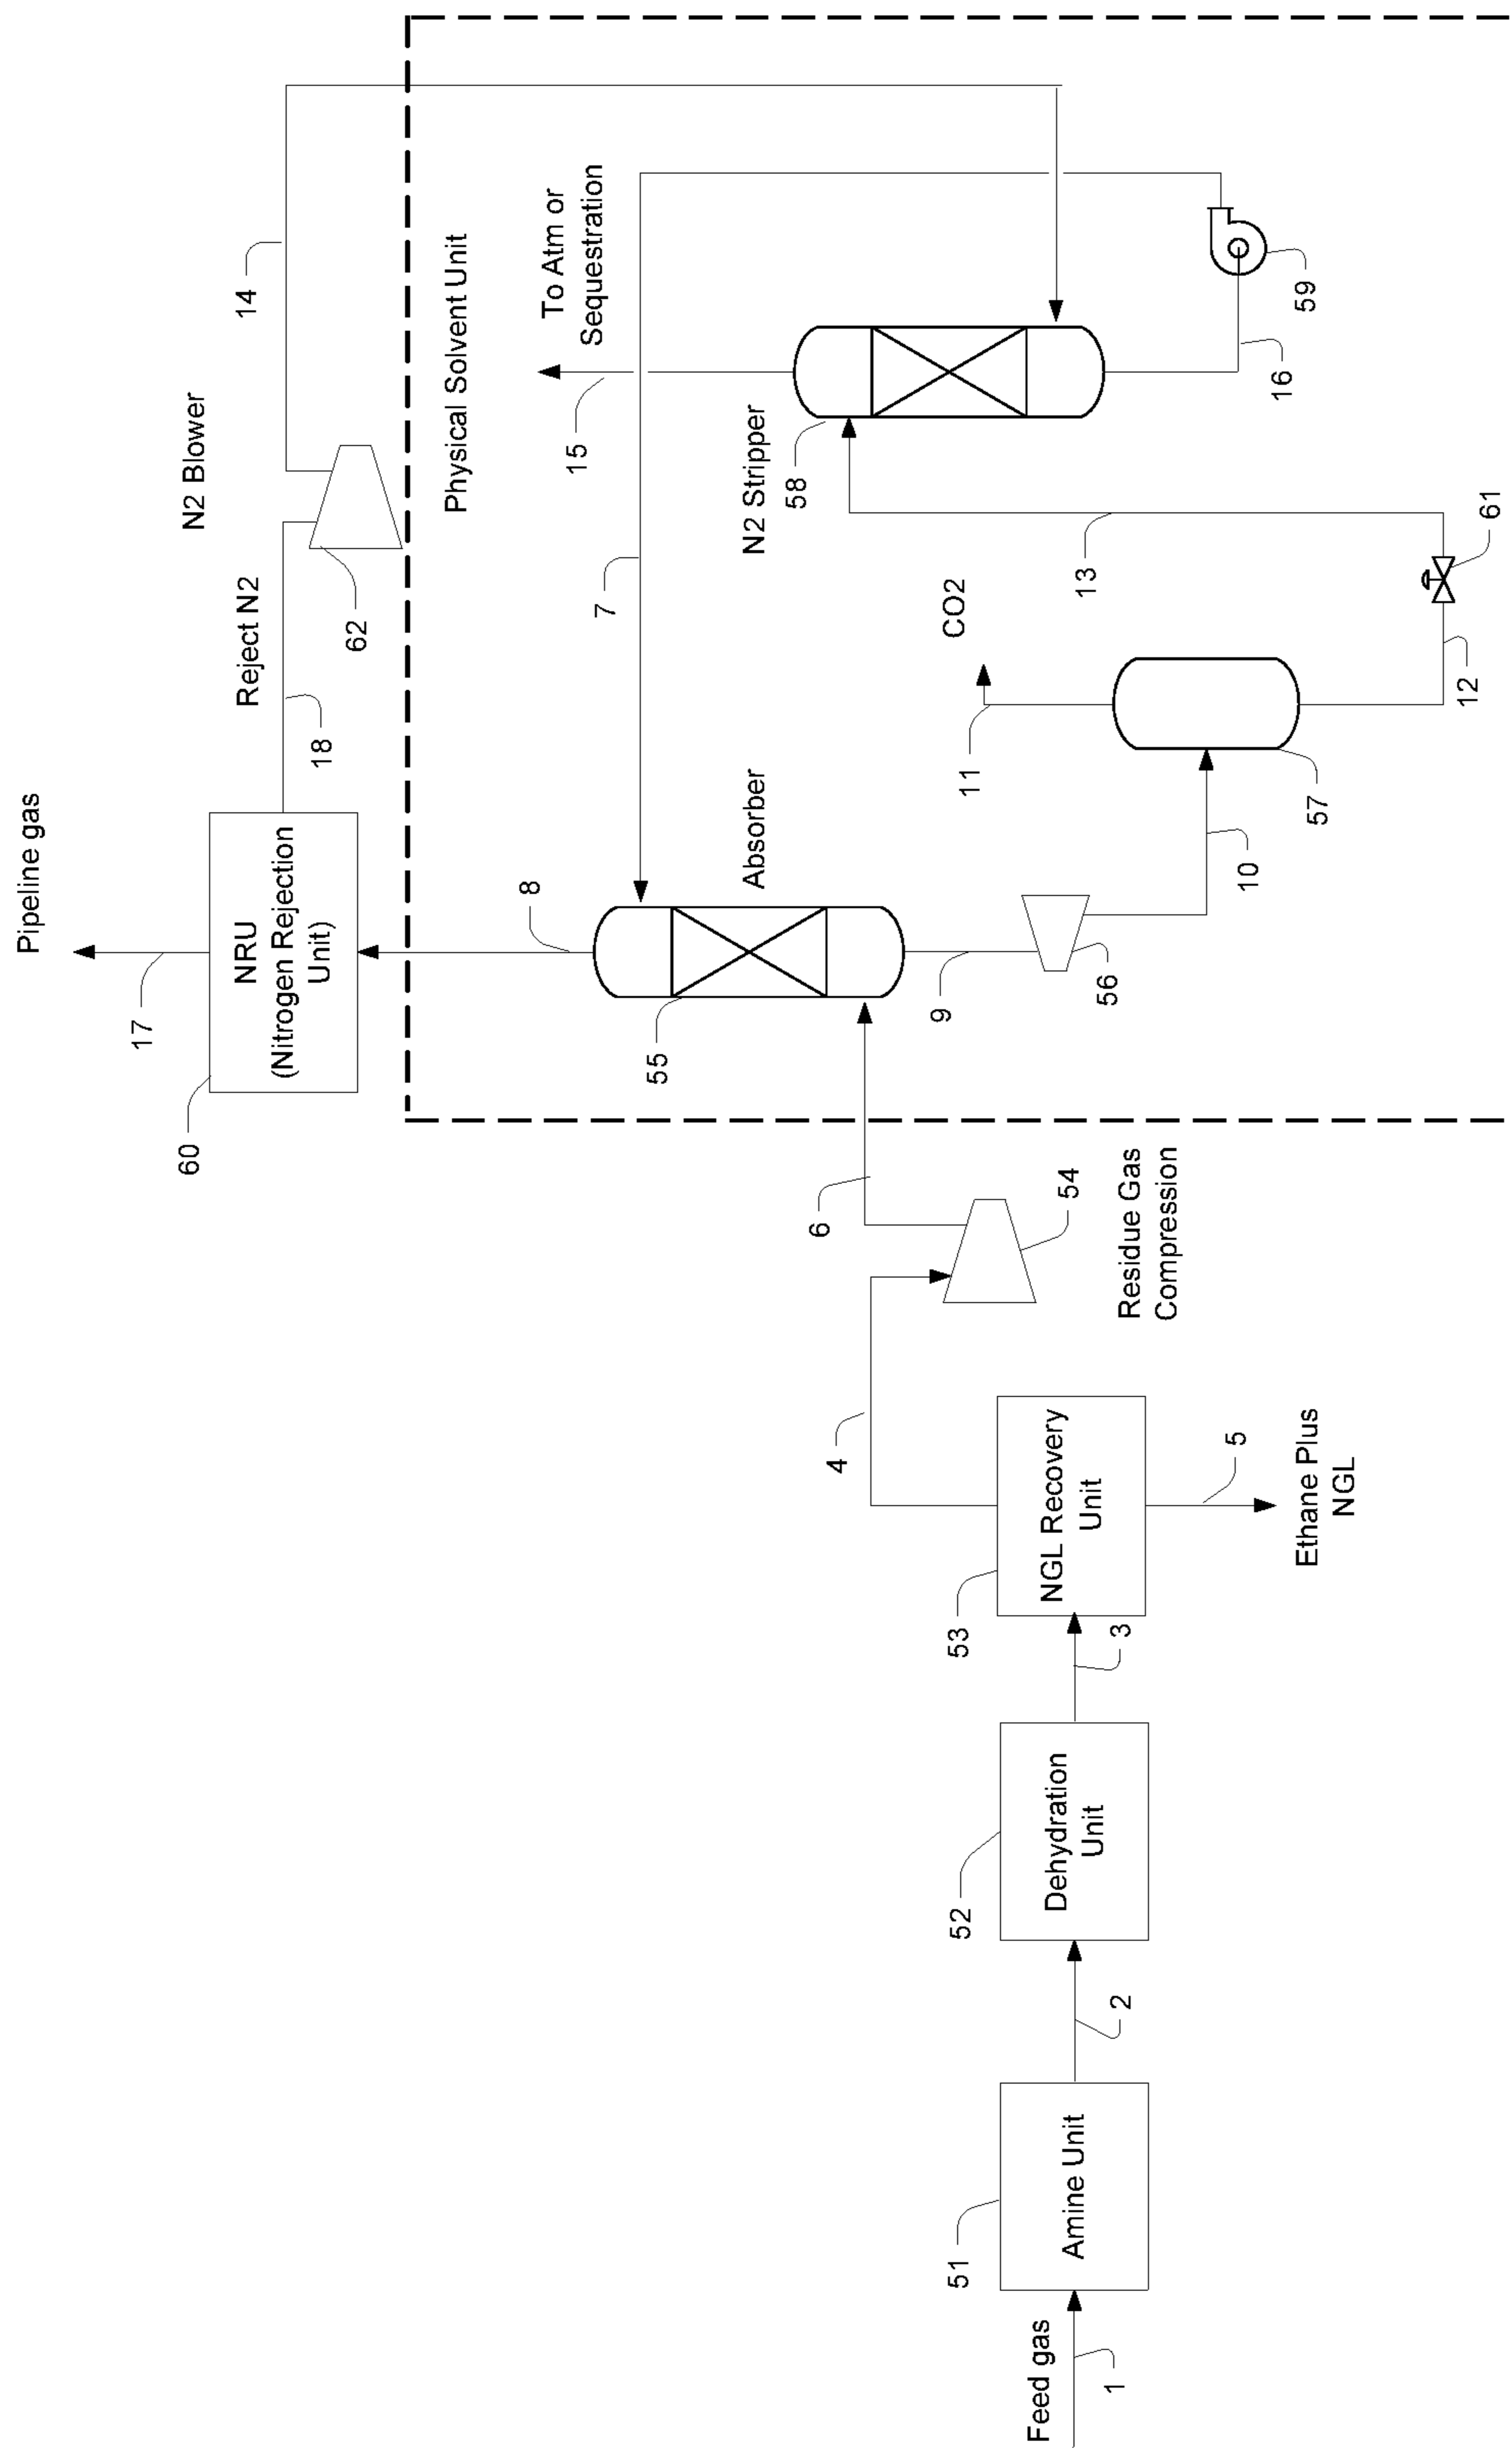 Pipeline gas
17
60
NRU
(Nitrogen Rejection
Unit)
18
Reject N2
62
N2 Blower
14
Physical Solvent Unit
8
7
15
To Atm or
Sequestration
55
Absorber
N2 Stripper
58
6
9
56
11
CO2
13
16
59
10
57
12
61
4
54
Residue Gas
Compression
53
NGL Recovery
Unit
5
Ethane Plus
NGL
3
52
Dehydration
Unit
2
51
Amine Unit
Feed gas
1